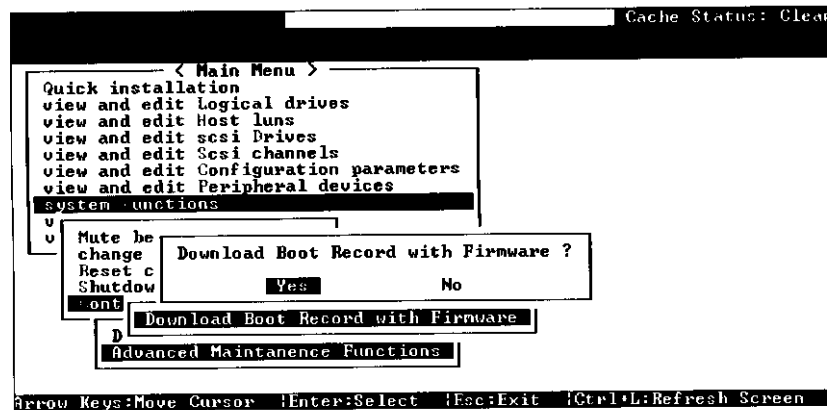 Cache Status: Clea
< Main Menu >
Quick installation
view and edit Logical drives
view and edit Host luns
view and edit scsi Drives
view and edit Scsi channels
view and edit Configuration parameters
view and edit Peripheral devices
system unctions
v
v
Mute be
change
Reset c
Shutdow
ont
Download Boot Record with Firmware ?
Yes No
Download Boot Record with Firmware
D
Advanced Maintanence Functions
Arrow Keys:Move Cursor |Enter:Select |Esc:Exit |Ctrl+L:Refresh Screen